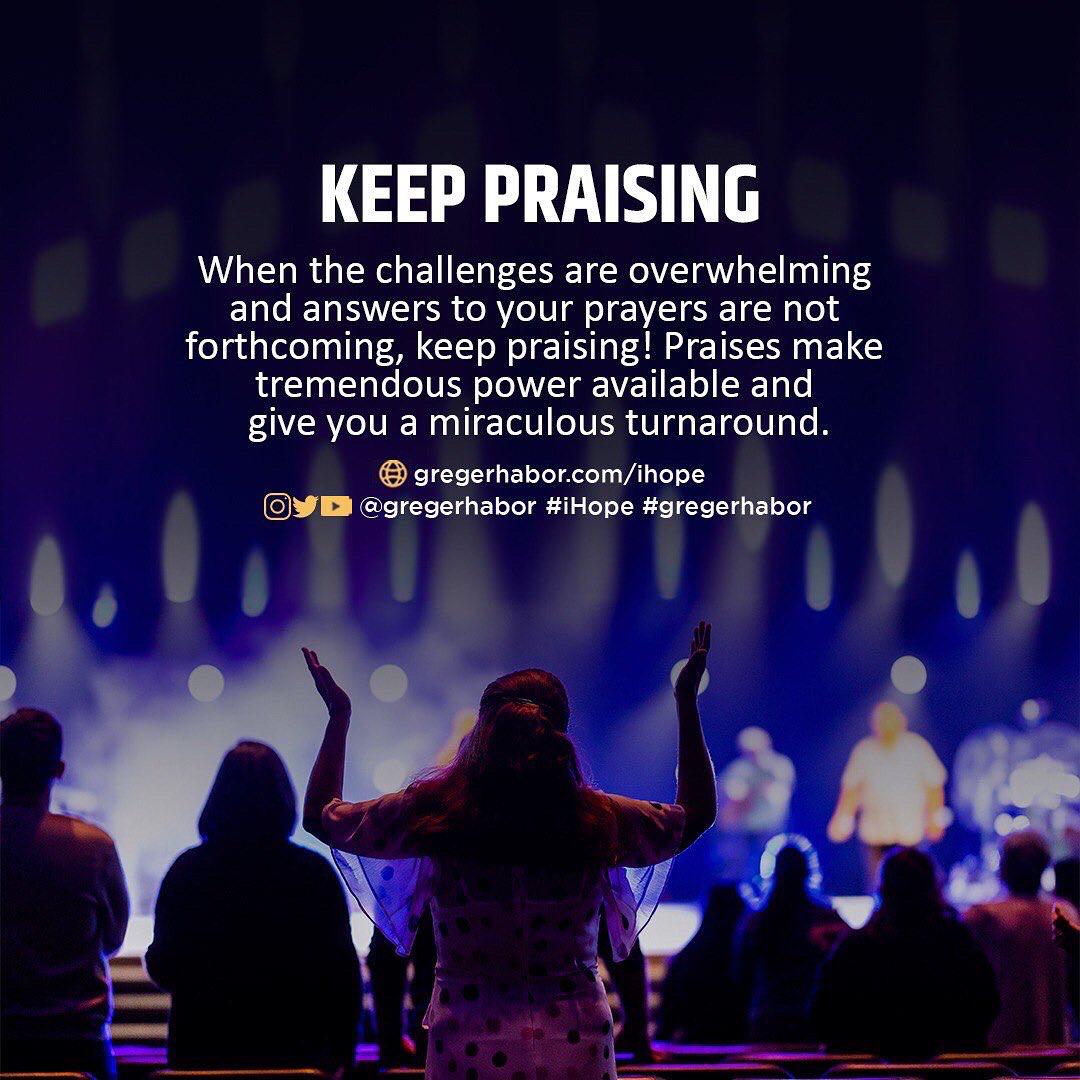 KEEP PRAISING
When the challenges are overwhelming
and answers to your prayers are not
forthcoming, keep praising! Praises make
tremendous power available and
give you a miraculous turnaround.
gregerhabor.com/ihope
@gregerhabor #iHope #gregerhabor